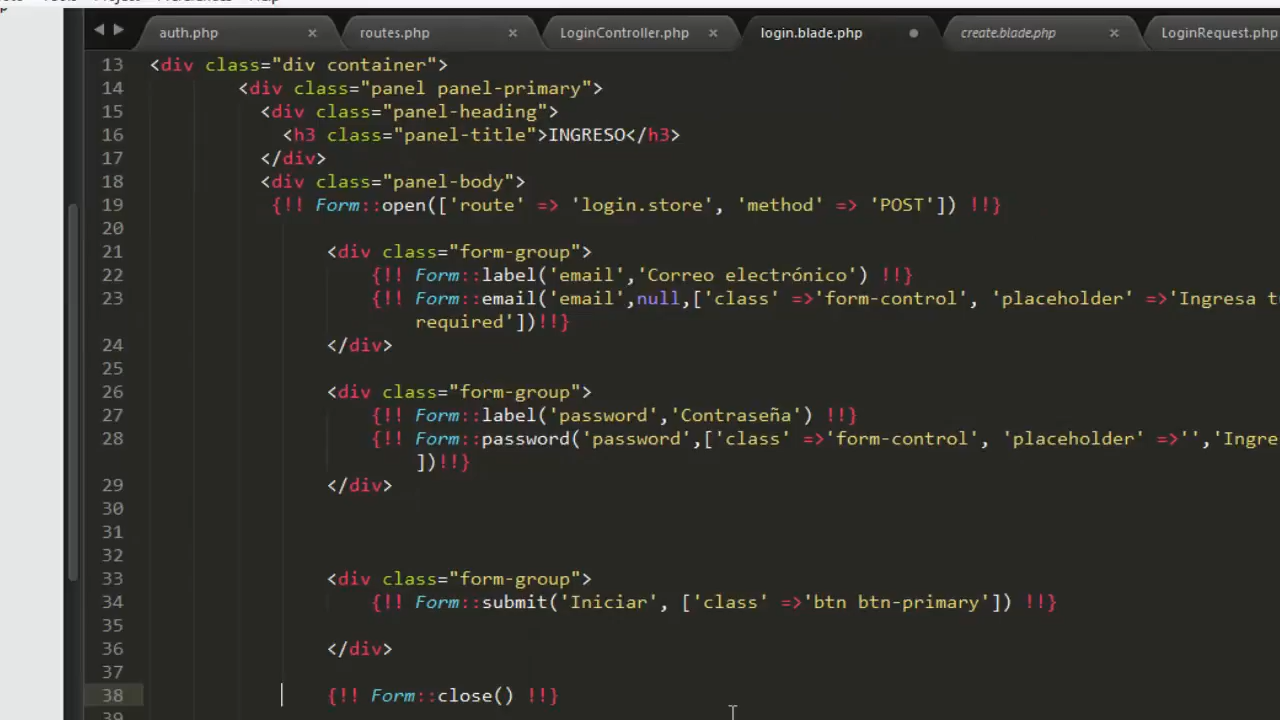 auth.php × routes.php × LoginController.php × login.blade.php create.blade.php × LoginRequest.php
13 <div class="div container">
14 <div class="panel panel-primary">
15 <div class="panel-heading">
16 <h3 class="panel-title">INGRESO</h3>
17 </div>
18 <div class="panel-body">
19 {!! Form::open(['route' => 'login.store', 'method' => 'POST']) !!}
20
21 <div class="form-group">
22 {!! Form::label('email','Correo electrónico') !!}
23 {!! Form::email('email',null,['class' =>'form-control', 'placeholder' =>'Ingresa t
required'])!!}
24 </div>
25
26 <div class="form-group">
27 {!! Form::label('password','Contraseña') !!}
28 {!! Form::password('password',['class' =>'form-control', 'placeholder' =>'','Ingre
])!!}
29 </div>
30
31
32
33 <div class="form-group">
34 {!! Form::submit('Iniciar', ['class' =>'btn btn-primary']) !!}
35
36 </div>
37
38 {!! Form::close() !!}